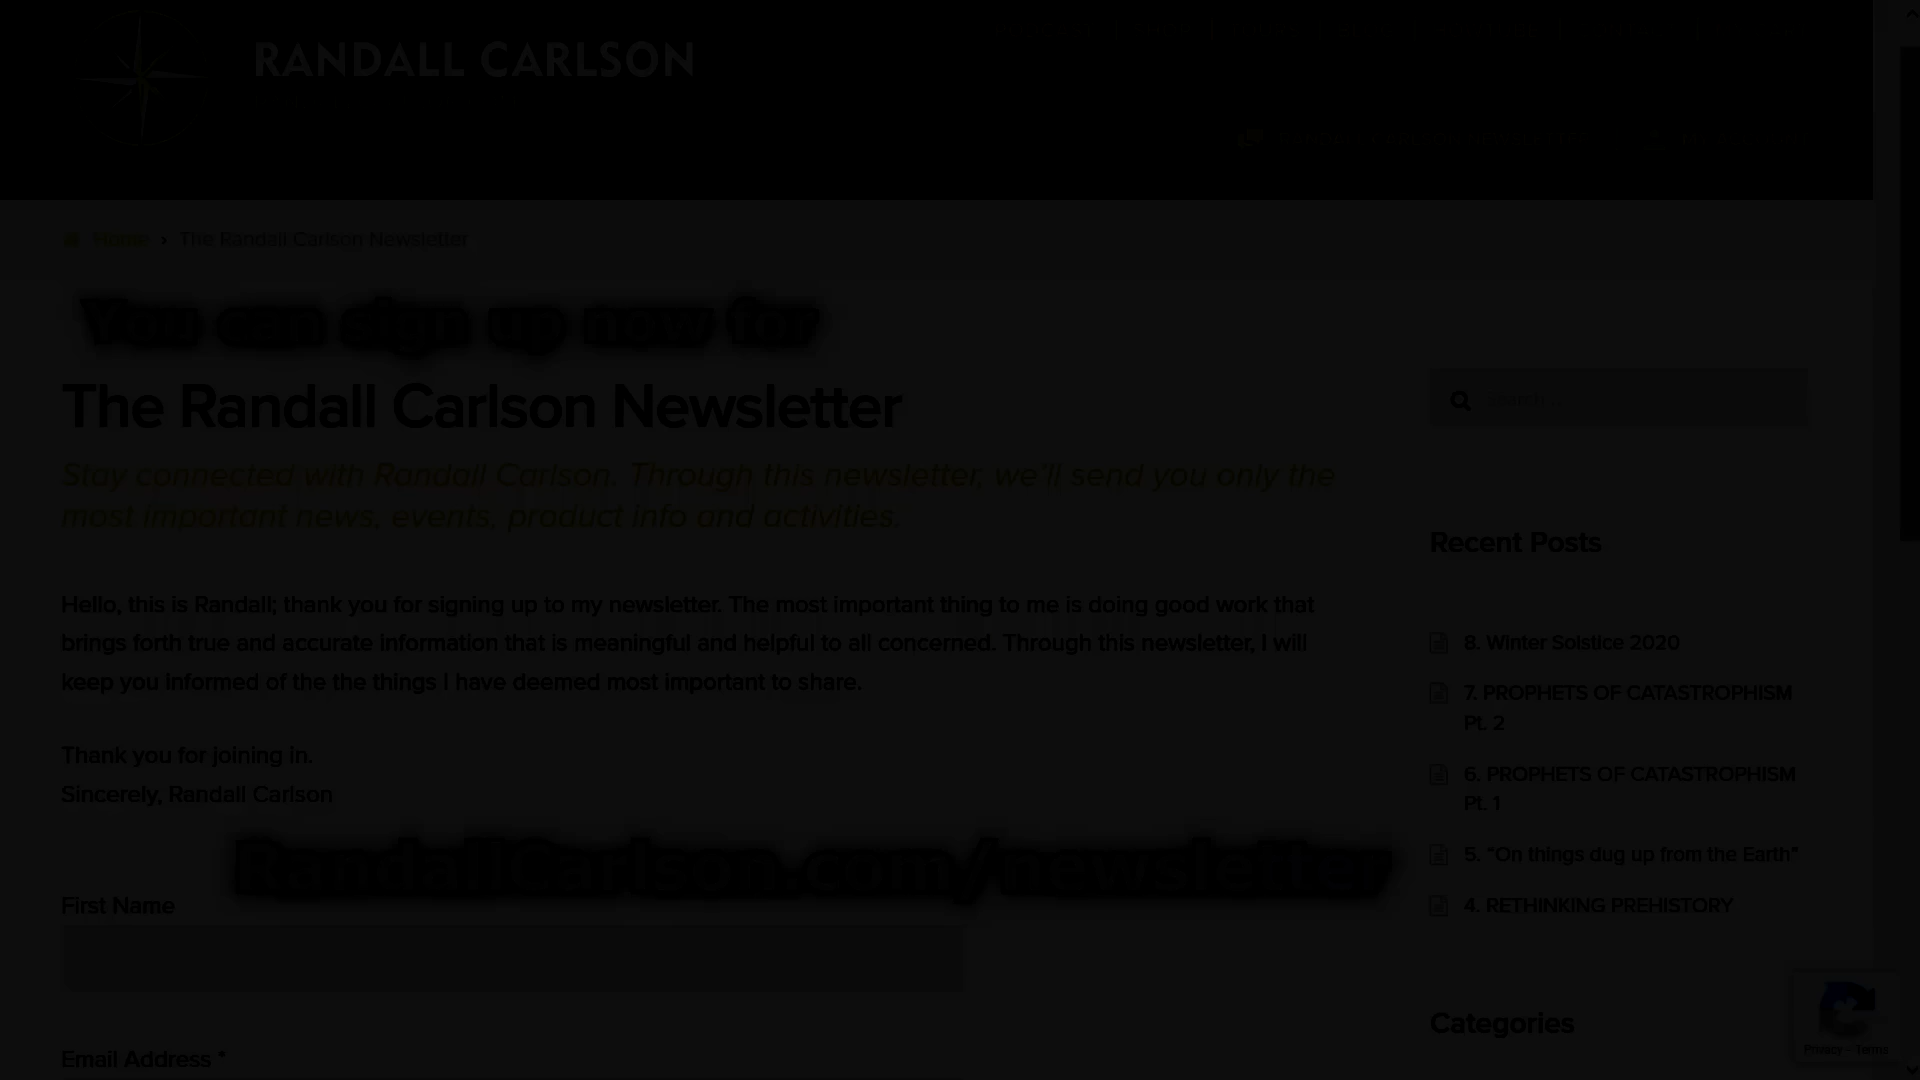 RANDALL CARLSON
Home › The Randall Carlson Newsletter
You can sign up now for
The Randall Carlson Newsletter
Search …
Stay connected with Randall Carlson. Through this newsletter, we'll send you only the
most important news, events, product info and activities.
Recent Posts
Hello, this is Randall; thank you for signing up to my newsletter. The most important thing to me is doing good work that
brings forth true and accurate information that is meaningful and helpful to all concerned. Through this newsletter, I will
keep you informed of the the things I have deemed most important to share.
8. Winter Solstice 2020
7. PROPHETS OF CATASTROPHISM
Pt. 2
Thank you for joining in.
Sincerely, Randall Carlson
6. PROPHETS OF CATASTROPHISM
Pt. 1
RandallCarlson.com/newsletter
5. “On things dug up from the Earth”
First Name
4. RETHINKING PREHISTORY
Categories
Email Address *
Privacy - Terms